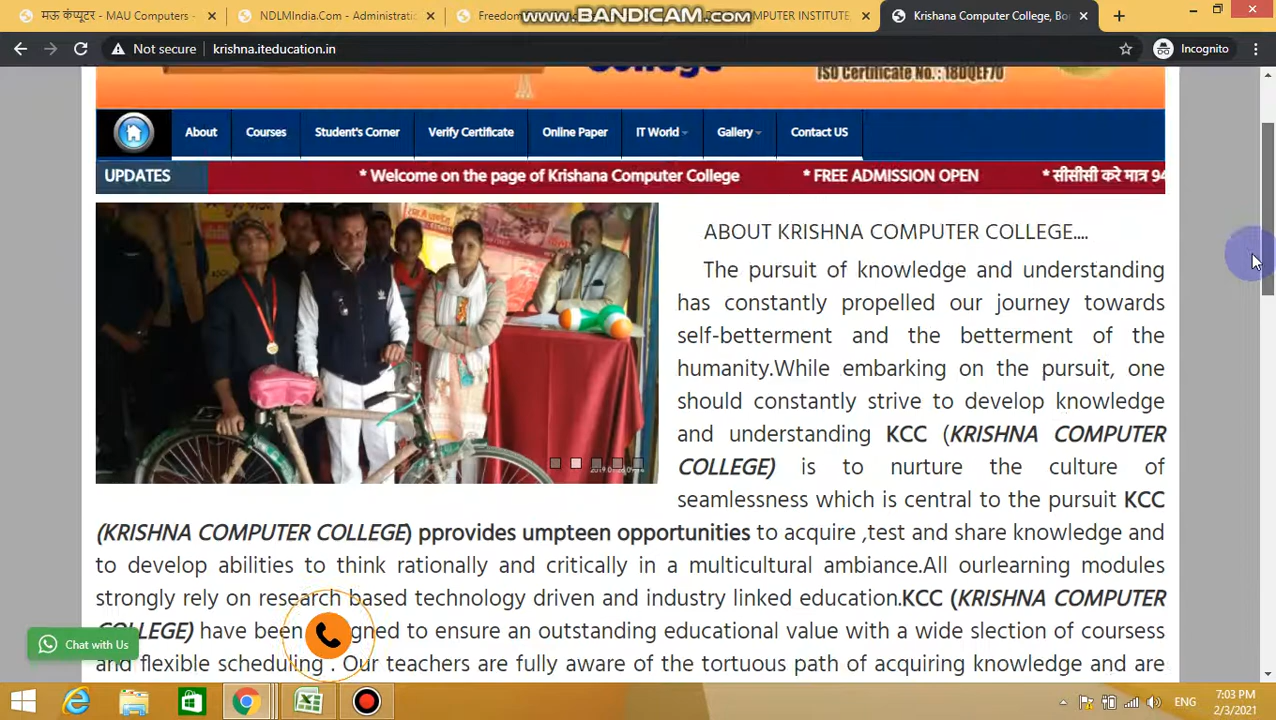 मऊ कंप्यूटर - MAU Computers -
NDLMIndia.Com - Administratic
Freedom
www.BANDICAM.com
COMPUTER INSTITUTE
Krishana Computer College, Bo
Not secure
krishna.iteducation.in
Incognito
College
ISO Certificate No. : 18DQEF70
About
Courses
Student's Corner
Verify Certificate
Online Paper
IT World
Gallery
Contact US
UPDATES
* Welcome on the page of Krishana Computer College
* FREE ADMISSION OPEN
* सीसीसी करे मात्र 94
ABOUT KRISHNA COMPUTER COLLEGE....
The pursuit of knowledge and understanding
has constantly propelled our journey towards
self-betterment and the betterment of the
humanity.While embarking on the pursuit, one
should constantly strive to develop knowledge
and understanding KCC (KRISHNA COMPUTER
COLLEGE) is to nurture the culture of
seamlessness which is central to the pursuit KCC
(KRISHNA COMPUTER COLLEGE) pprovides umpteen opportunities to acquire ,test and share knowledge and
to develop abilities to think rationally and critically in a multicultural ambiance.All ourlearning modules
strongly rely on research based technology driven and industry linked education.KCC (KRISHNA COMPUTER
have been to ensure an outstanding educational value with a wide slection of coursess
and flexible scheduling . Our teachers are fully aware of the tortuous path of acquiring knowledge and are
Chat with Us
ENG
7:03 PM
2/3/2021